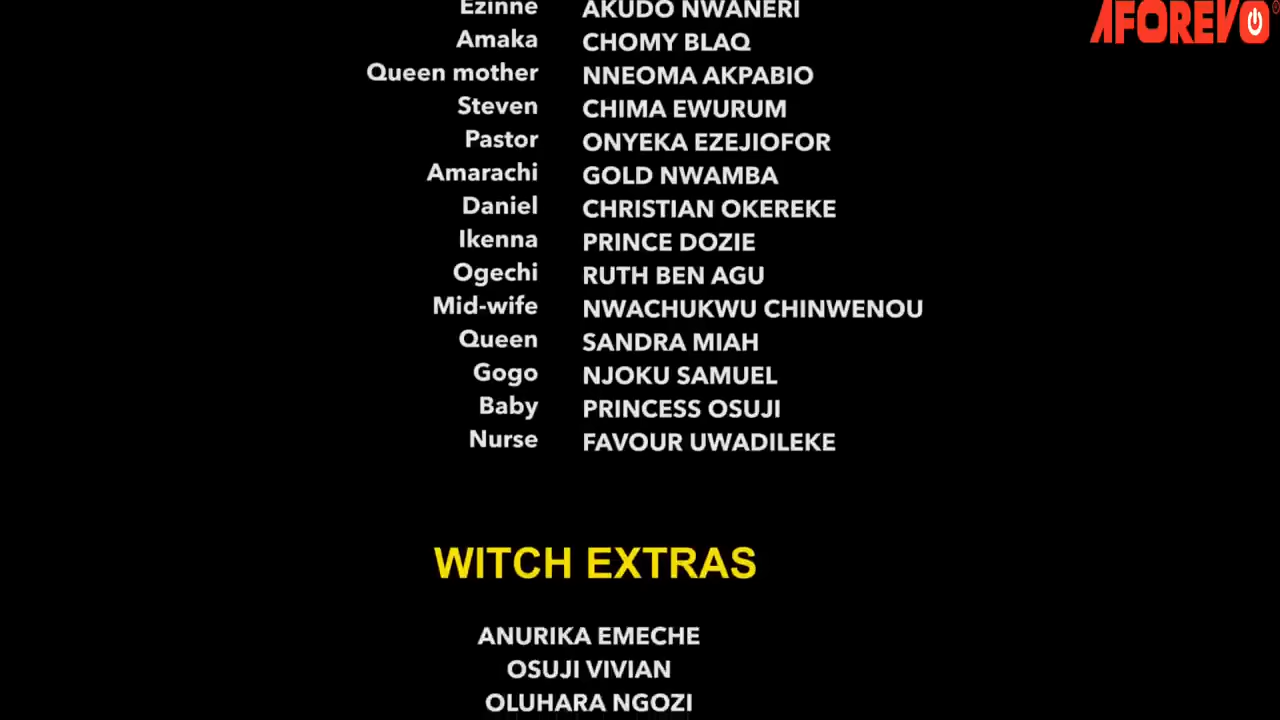 AFOREVO
Ezinne AKUDO NWANERI
Amaka CHOMY BLAQ
Queen mother NNEOMA AKPABIO
Steven CHIMA EWURUM
Pastor ONYEKA EZEJIOFOR
Amarachi GOLD NWAMBA
Daniel CHRISTIAN OKEREKE
Ikenna PRINCE DOZIE
Ogechi RUTH BEN AGU
Mid-wife NWACHUKWU CHINWENOU
Queen SANDRA MIAH
Gogo NJOKU SAMUEL
Baby PRINCESS OSUJI
Nurse FAVOUR UWADILEKE
WITCH EXTRAS
ANURIKA EMECHE
OSUJI VIVIAN
OLUHARA NGOZI